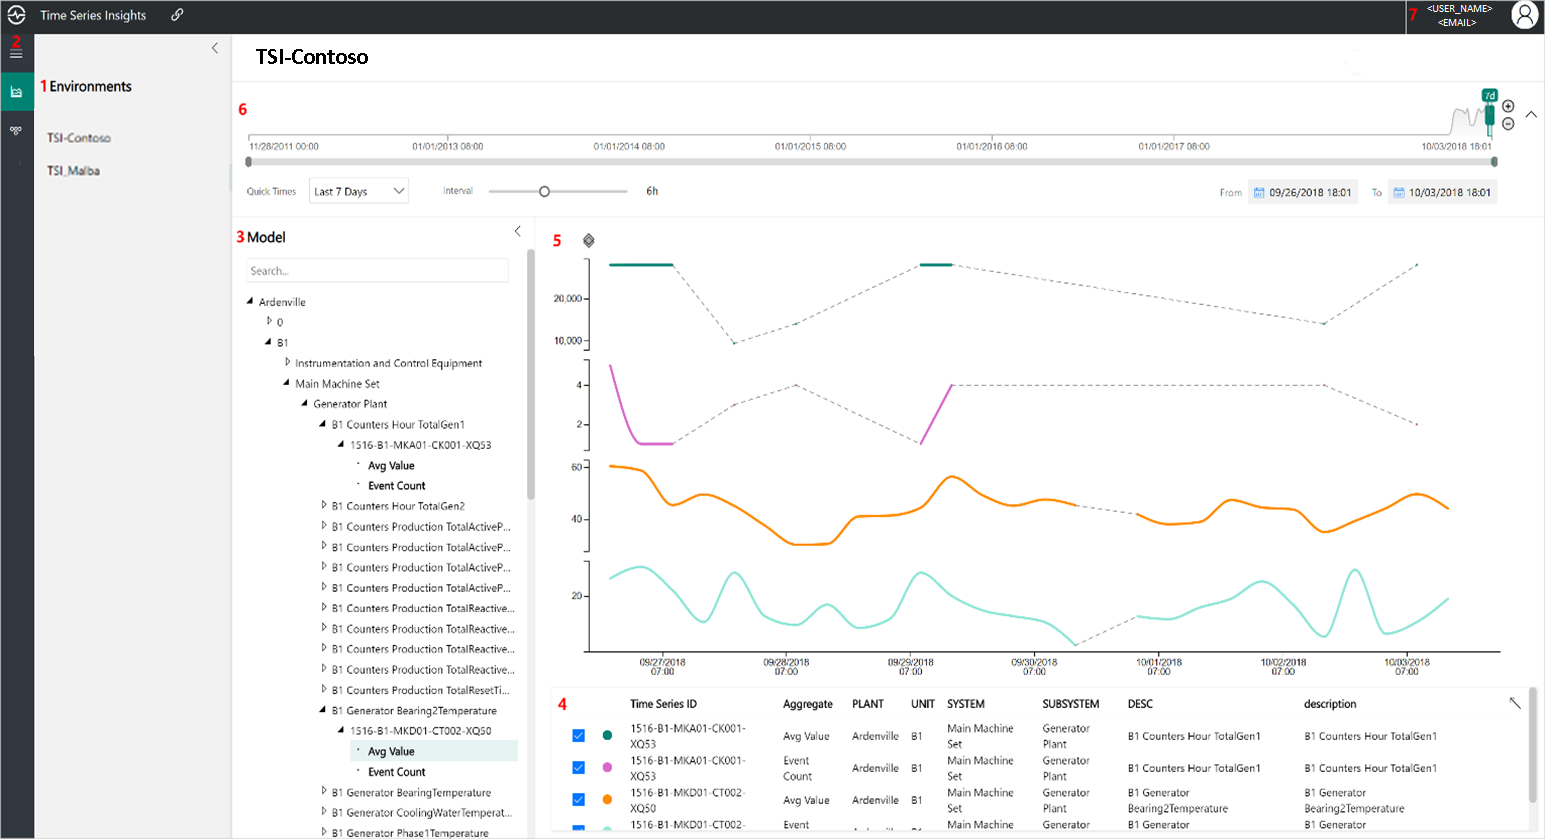 Time Series Insights
7 <USER_NAME>
<EMAIL>
2
1 Environments
TSI-Contoso
TSI_Malba
TSI-Contoso
6
7d
11/28/2011 00:00 01/01/2013 08:00 01/01/2014 08:00 01/01/2015 08:00 01/01/2016 08:00 01/01/2017 08:00 10/03/2018 18:01
Quick Times Last 7 Days Interval 6h From 09/26/2018 18:01 To 10/03/2018 18:01
3 Model
Search...
Ardenville
0
B1
Instrumentation and Control Equipment
Main Machine Set
Generator Plant
B1 Counters Hour TotalGen1
1516-B1-MKA01-CK001-XQ53
Avg Value
Event Count
B1 Counters Hour TotalGen2
B1 Counters Production TotalActiveP...
B1 Counters Production TotalActiveP...
B1 Counters Production TotalActiveP...
B1 Counters Production TotalActiveP...
B1 Counters Production TotalReactive...
B1 Counters Production TotalReactive...
B1 Counters Production TotalReactive...
B1 Counters Production TotalReactive...
B1 Counters Production TotalResetTi...
B1 Generator Bearing2Temperature
1516-B1-MKD01-CT002-XQ50
Avg Value
Event Count
B1 Generator BearingTemperature
B1 Generator CoolingWaterTemperat...
B1 Generator Phase1Temperature
5
20,000
10,000
4
2
60
40
20
09/27/2018 09/28/2018 09/29/2018 09/30/2018 10/01/2018 10/02/2018 10/03/2018
07:00 07:00 07:00 07:00 07:00 07:00 07:00
4 Time Series ID Aggregate PLANT UNIT SYSTEM SUBSYSTEM DESC description
1516-B1-MKA01-CK001-XQ53 Avg Value Ardenville B1 Main Machine Set Generator Plant B1 Counters Hour TotalGen1 B1 Counters Hour TotalGen1
1516-B1-MKA01-CK001-XQ53 Event Count Ardenville B1 Main Machine Set Generator Plant B1 Counters Hour TotalGen1 B1 Counters Hour TotalGen1
1516-B1-MKD01-CT002-XQ50 Avg Value Ardenville B1 Main Machine Set Generator Plant B1 Generator Bearing2Temperature B1 Generator Bearing2Temperature
1516-B1-MKD01-CT002- Event Main Machine Generator B1 Generator B1 Generator